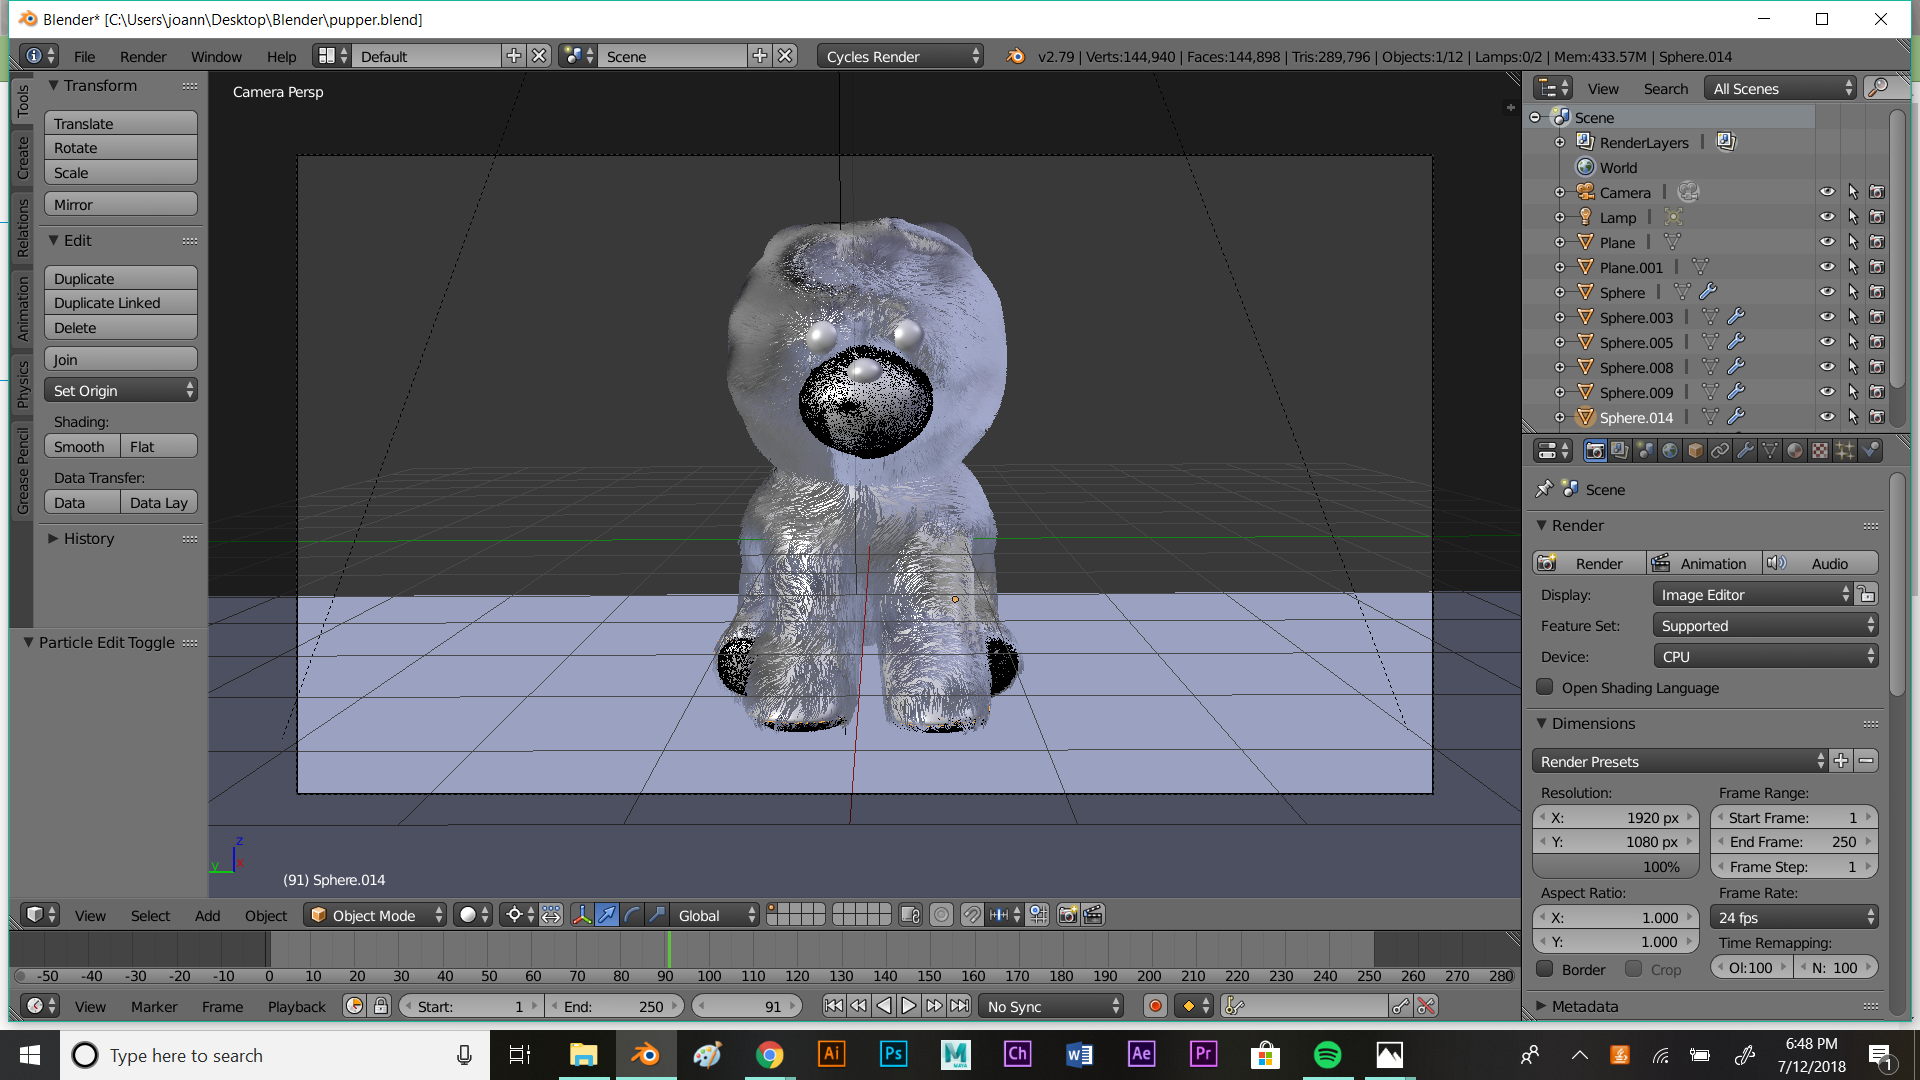 Blender* [C:\Users\joann\Desktop\Blender\pupper.blend]
File Render Window Help Default Scene Cycles Render v2.79 | Verts:144,940 | Faces:144,898 | Tris:289,796 | Objects:1/12 | Lamps:0/2 | Mem:433.57M | Sphere.014
Tools
Create
Relations
Animation
Physics
Grease Pencil
Transform
Translate
Rotate
Scale
Mirror
Edit
Duplicate
Duplicate Linked
Delete
Join
Set Origin
Shading:
Smooth Flat
Data Transfer:
Data Data Lay
History
Particle Edit Toggle
Camera Persp
z
y x
(91) Sphere.014
View Select Add Object Object Mode Global
-50 -40 -30 -20 -10 0 10 20 30 40 50 60 70 80 90 100 110 120 130 140 150 160 170 180 190 200 210 220 230 240 250 260 270 280
View Marker Frame Playback Start: 1 End: 250 91 No Sync
View Search All Scenes
Scene
RenderLayers
World
Camera
Lamp
Plane
Plane.001
Sphere
Sphere.003
Sphere.005
Sphere.008
Sphere.009
Sphere.014
Scene
Render
Render Animation Audio
Display: Image Editor
Feature Set: Supported
Device: CPU
Open Shading Language
Dimensions
Render Presets
Resolution: Frame Range:
X: 1920 px Start Frame: 1
Y: 1080 px End Frame: 250
100% Frame Step: 1
Aspect Ratio: Frame Rate:
X: 1.000 24 fps
Y: 1.000 Time Remapping:
Border Crop Ol:100 N: 100
Metadata
Type here to search
Ai Ps M MAYA Ch W Ae Pr
6:48 PM
7/12/2018
1